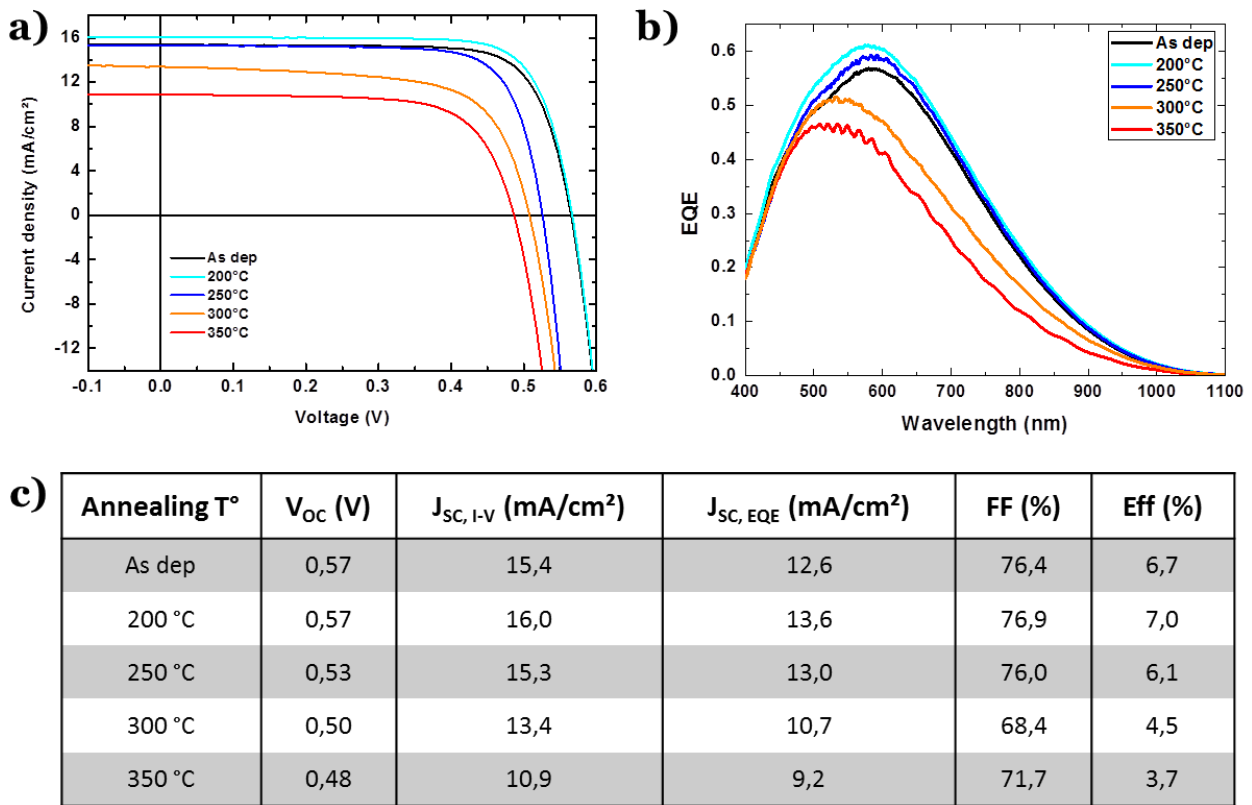 a)
16
12
8
4
0
-4
-8
-12
Current density (mA/cm²)
As dep
200°C
250°C
300°C
350°C
-0.1 0.0 0.1 0.2 0.3 0.4 0.5 0.6
Voltage (V)
b)
0.6
0.5
0.4
0.3
0.2
0.1
0.0
EQE
As dep
200°C
250°C
300°C
350°C
400 500 600 700 800 900 1000 1100
Wavelength (nm)
c)
Annealing T° V_OC (V) J_SC, I-V (mA/cm²) J_SC, EQE (mA/cm²) FF (%) Eff (%)
As dep 0,57 15,4 12,6 76,4 6,7
200 °C 0,57 16,0 13,6 76,9 7,0
250 °C 0,53 15,3 13,0 76,0 6,1
300 °C 0,50 13,4 10,7 68,4 4,5
350 °C 0,48 10,9 9,2 71,7 3,7